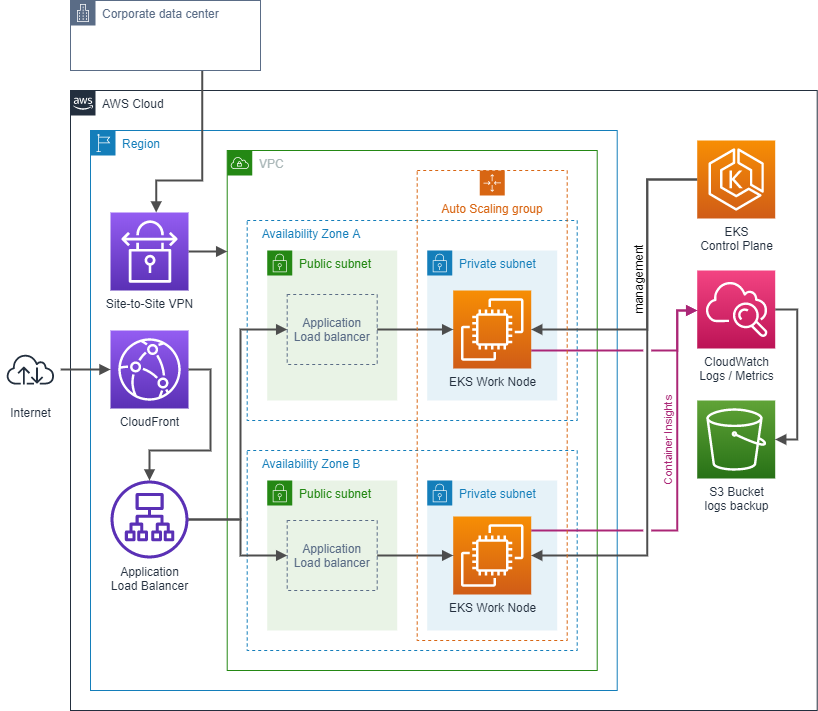 Corporate data center
aws
AWS Cloud
Region
VPC
Auto Scaling group
K
EKS
Control Plane
Availability Zone A
Public subnet
Private subnet
management
Site-to-Site VPN
Application
Load balancer
EKS Work Node
CloudWatch
Logs / Metrics
Internet
CloudFront
Container Insights
Availability Zone B
Public subnet
Private subnet
S3 Bucket
logs backup
Application
Load balancer
EKS Work Node
Application
Load Balancer